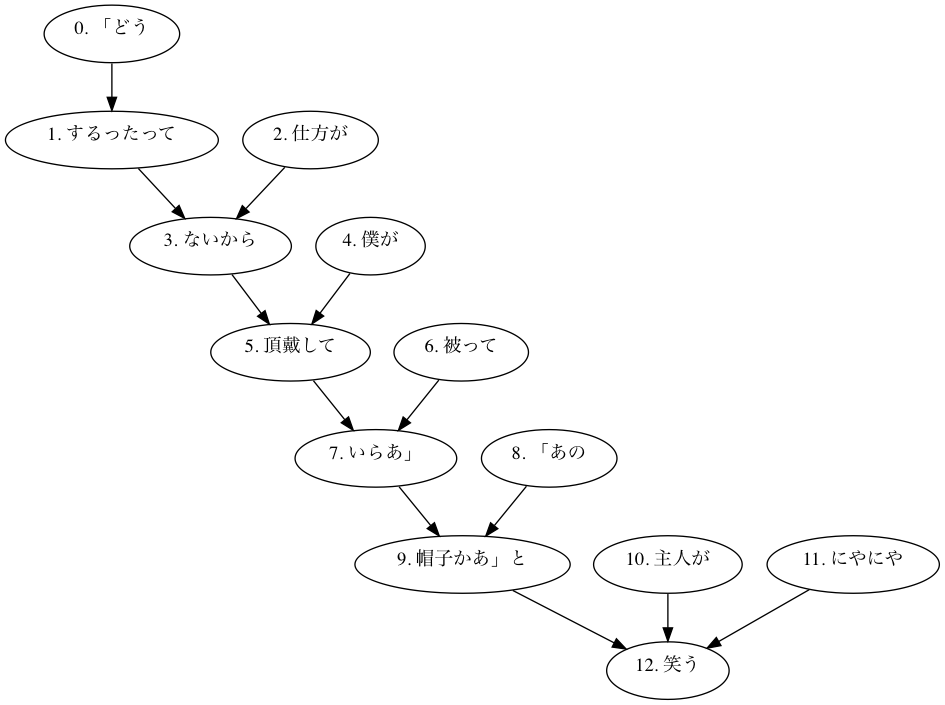 0. 「どう
1. するったって
2. 仕方が
3. ないから
4. 僕が
5. 頂戴して
6. 被って
7. いらあ」
8. 「あの
9. 帽子かあ」と
10. 主人が
11. にやにや
12. 笑う